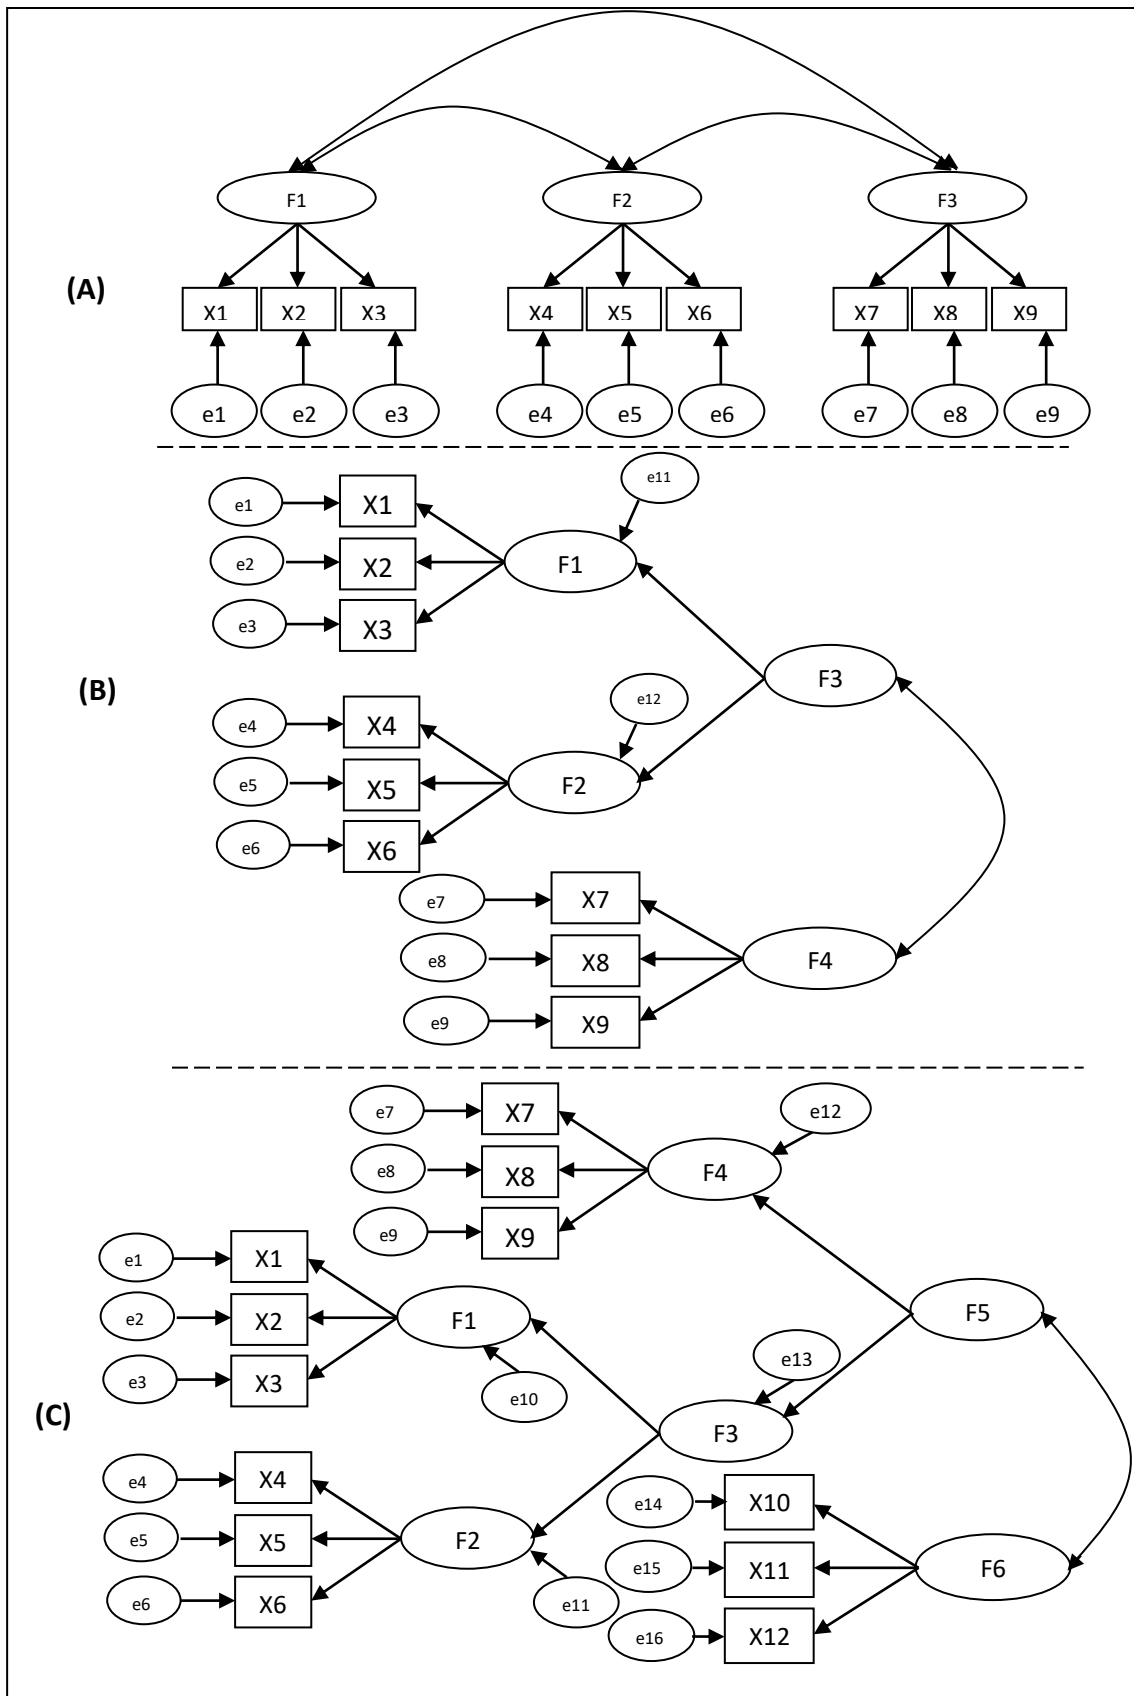 F1 F2 F3
(A)
X1 X2 X3 X4 X5 X6 X7 X8 X9
e1 e2 e3 e4 e5 e6 e7 e8 e9
e11
e1 X1
e2 X2 F1
e3 X3
F3
(B)
e12
e4 X4
e5 X5 F2
e6 X6
e7 X7
e8 X8 F4
e9 X9
e7 X7 e12
e8 X8 F4
e9 X9
e1 X1
F5
e2 X2 F1
e13
e3 X3 e10
(C)
F3
e4 X4
e14 X10
e5 X5 F2
e15 X11 F6
e6 X6 e11
e16 X12